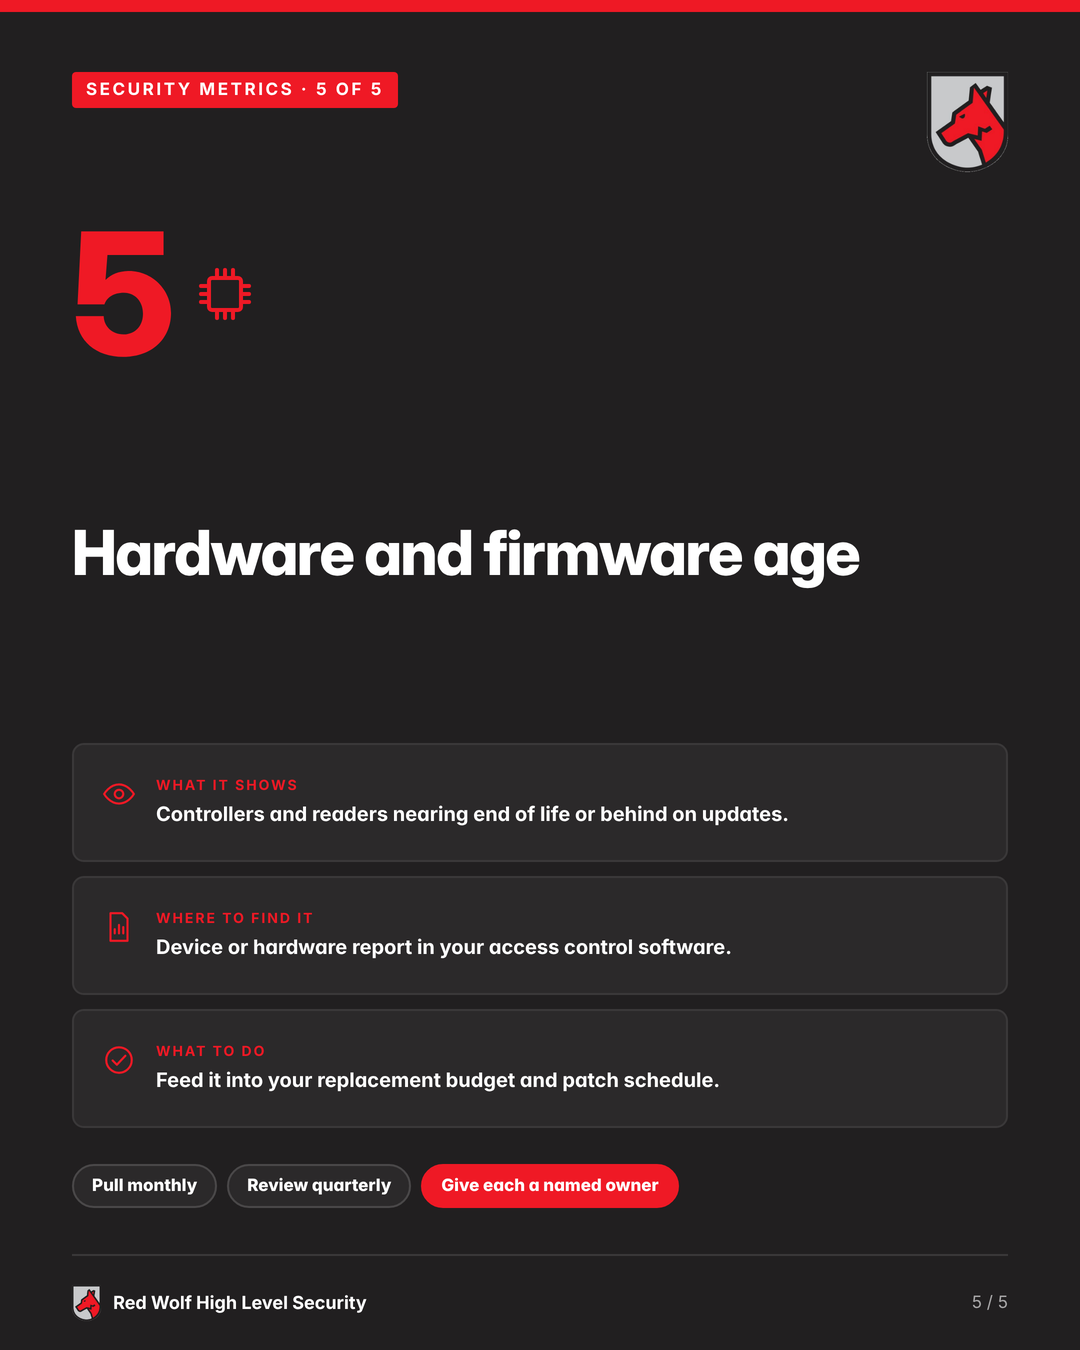 SECURITY METRICS · 5 OF 5
5
Hardware and firmware age
WHAT IT SHOWS
Controllers and readers nearing end of life or behind on updates.
WHERE TO FIND IT
Device or hardware report in your access control software.
WHAT TO DO
Feed it into your replacement budget and patch schedule.
Pull monthly
Review quarterly
Give each a named owner
Red Wolf High Level Security
5 / 5